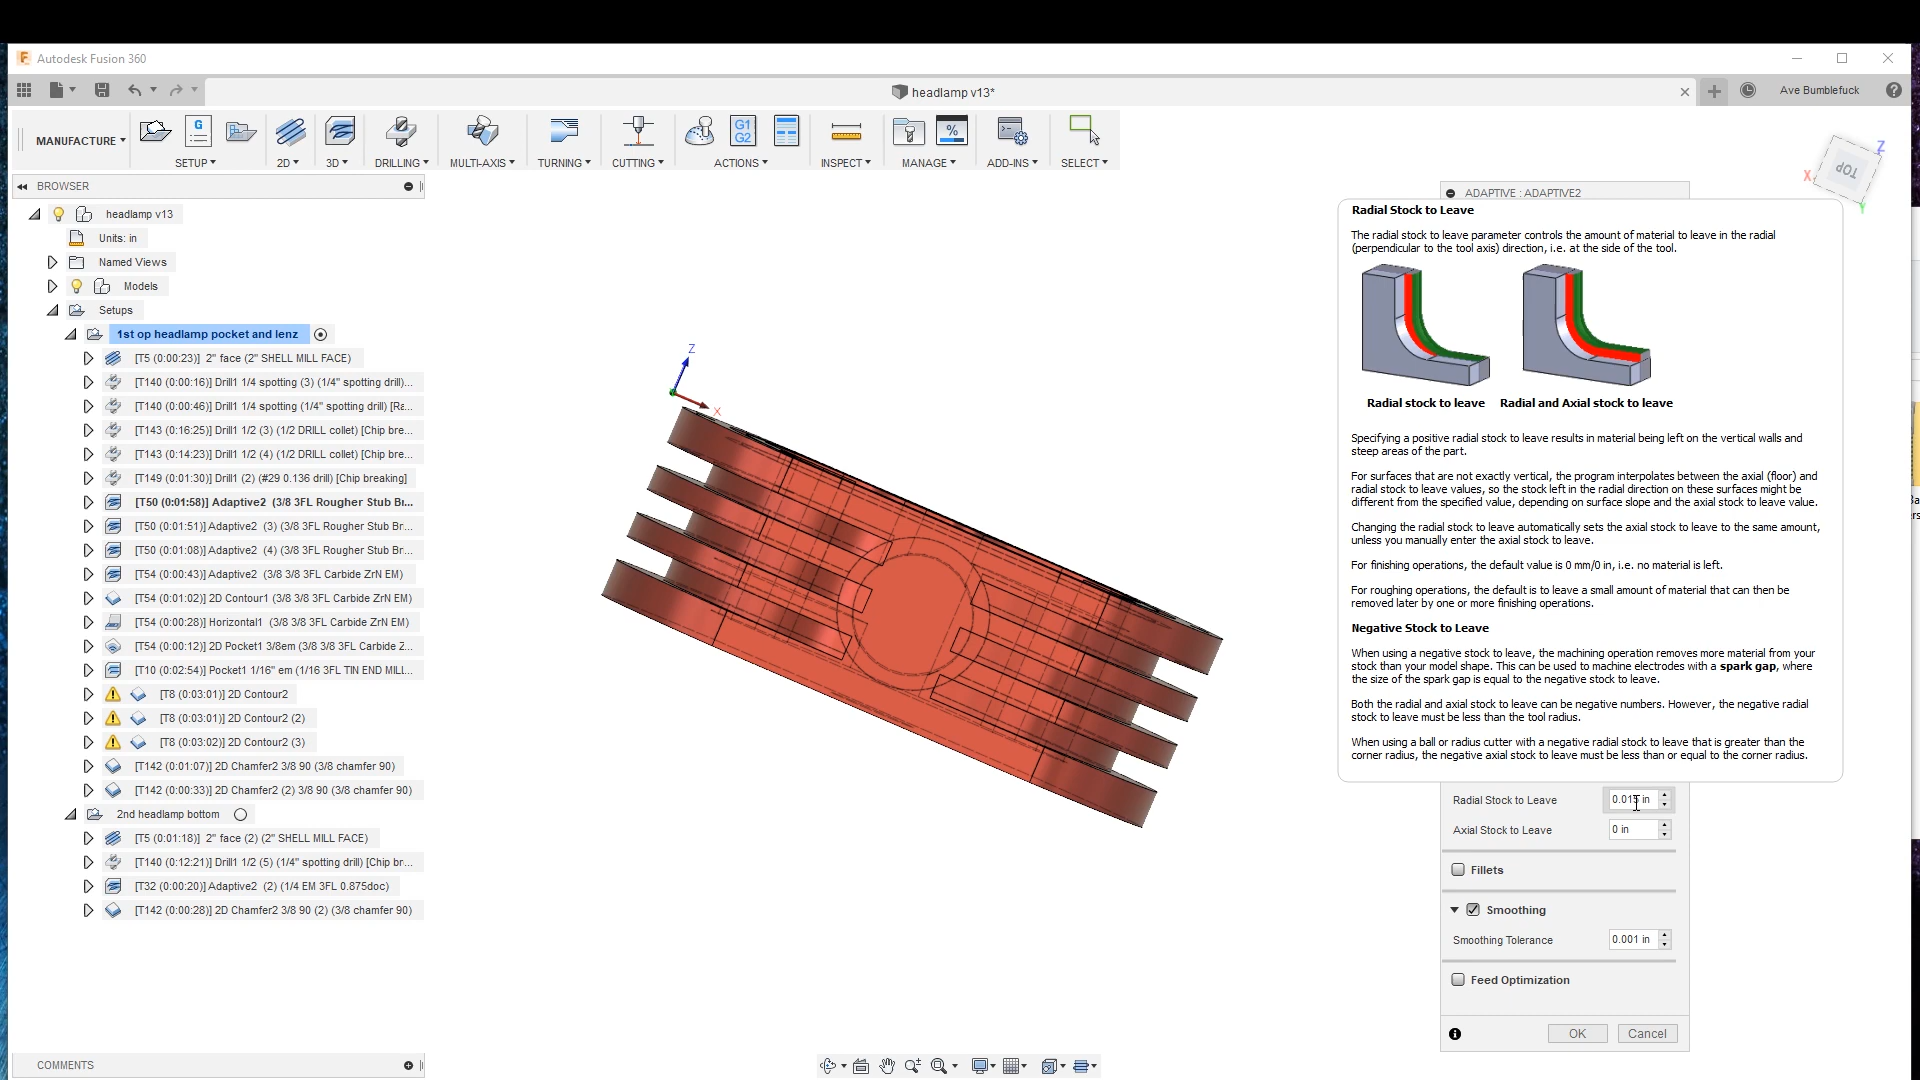 Autodesk Fusion 360
headlamp v13*
Ave Bumblefuck
MANUFACTURE
SETUP
2D
3D
DRILLING
MULTI-AXIS
TURNING
CUTTING
G1
G2
ACTIONS
INSPECT
MANAGE
ADD-INS
SELECT
BROWSER
headlamp v13
Units: in
Named Views
Models
Setups
1st op headlamp pocket and lenz
[T5 (0:00:23)] 2" face (2" SHELL MILL FACE)
[T140 (0:00:16)] Drill1 1/4 spotting (3) (1/4" spotting drill)...
[T140 (0:00:46)] Drill1 1/4 spotting (1/4" spotting drill) [Ra...
[T143 (0:16:25)] Drill1 1/2 (3) (1/2 DRILL collet) [Chip bre...
[T143 (0:14:23)] Drill1 1/2 (4) (1/2 DRILL collet) [Chip bre...
[T149 (0:01:30)] Drill1 (2) (#29 0.136 drill) [Chip breaking]
[T50 (0:01:58)] Adaptive2 (3/8 3FL Rougher Stub Br...
[T50 (0:01:51)] Adaptive2 (3) (3/8 3FL Rougher Stub Br...
[T50 (0:01:08)] Adaptive2 (4) (3/8 3FL Rougher Stub Br...
[T54 (0:00:43)] Adaptive2 (3/8 3/8 3FL Carbide ZrN EM)
[T54 (0:01:02)] 2D Contour1 (3/8 3/8 3FL Carbide ZrN EM)
[T54 (0:00:28)] Horizontal1 (3/8 3/8 3FL Carbide ZrN EM)
[T54 (0:00:12)] 2D Pocket1 3/8em (3/8 3/8 3FL Carbide Z...
[T10 (0:02:54)] Pocket1 1/16" em (1/16 3FL TIN END MILL...
[T8 (0:03:01)] 2D Contour2
[T8 (0:03:01)] 2D Contour2 (2)
[T8 (0:03:02)] 2D Contour2 (3)
[T142 (0:01:07)] 2D Chamfer2 3/8 90 (3/8 chamfer 90)
[T142 (0:00:33)] 2D Chamfer2 (2) 3/8 90 (3/8 chamfer 90)
2nd headlamp bottom
[T5 (0:01:18)] 2" face (2) (2" SHELL MILL FACE)
[T140 (0:12:21)] Drill1 1/2 (5) (1/4" spotting drill) [Chip br...
[T32 (0:00:20)] Adaptive2 (2) (1/4 EM 3FL 0.875doc)
[T142 (0:00:28)] 2D Chamfer2 3/8 90 (2) (3/8 chamfer 90)
COMMENTS
Z
X
TOP
Z
X
Y
ADAPTIVE : ADAPTIVE2
Radial Stock to Leave
The radial stock to leave parameter controls the amount of material to leave in the radial
(perpendicular to the tool axis) direction, i.e. at the side of the tool.
Radial stock to leave Radial and Axial stock to leave
Specifying a positive radial stock to leave results in material being left on the vertical walls and
steep areas of the part.
For surfaces that are not exactly vertical, the program interpolates between the axial (floor) and
radial stock to leave values, so the stock left in the radial direction on these surfaces might be
different from the specified value, depending on surface slope and the axial stock to leave value.
Changing the radial stock to leave automatically sets the axial stock to leave to the same amount,
unless you manually enter the axial stock to leave.
For finishing operations, the default value is 0 mm/0 in, i.e. no material is left.
For roughing operations, the default is to leave a small amount of material that can then be
removed later by one or more finishing operations.
Negative Stock to Leave
When using a negative stock to leave, the machining operation removes more material from your
stock than your model shape. This can be used to machine electrodes with a spark gap, where
the size of the spark gap is equal to the negative stock to leave.
Both the radial and axial stock to leave can be negative numbers. However, the negative radial
stock to leave must be less than the tool radius.
When using a ball or radius cutter with a negative radial stock to leave that is greater than the
corner radius, the negative axial stock to leave must be less than or equal to the corner radius.
Radial Stock to Leave 0.015 in
Axial Stock to Leave 0 in
Fillets
Smoothing
Smoothing Tolerance 0.001 in
Feed Optimization
OK Cancel